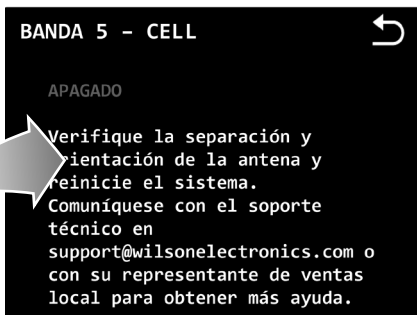 BANDA 5 – CELL
APAGADO
Verifique la separación y
orientación de la antena y
reinicie el sistema.
Comuníquese con el soporte
técnico en
support@wilsonelectronics.com o
con su representante de ventas
local para obtener más ayuda.